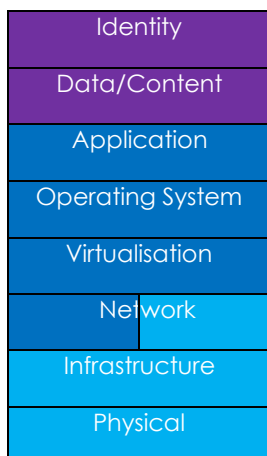 Identity
Data/Content
Application
Operating System
Virtualisation
Network
Infrastructure
Physical